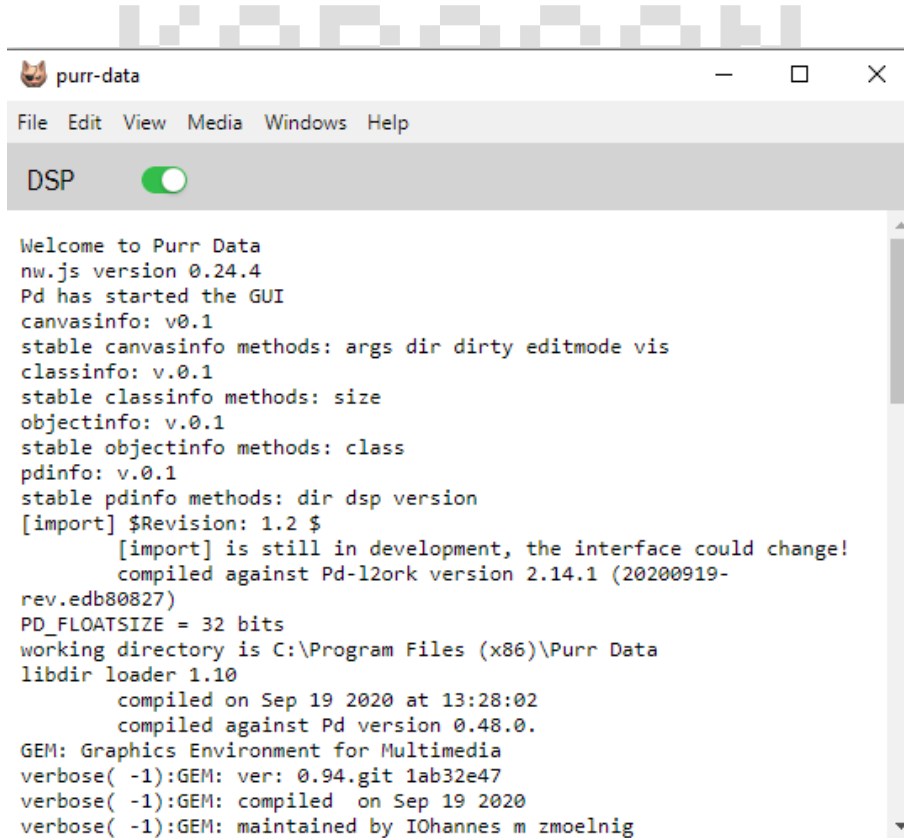 purr-data
File Edit View Media Windows Help
DSP
Welcome to Purr Data
nw.js version 0.24.4
Pd has started the GUI
canvasinfo: v0.1
stable canvasinfo methods: args dir dirty editmode vis
classinfo: v.0.1
stable classinfo methods: size
objectinfo: v.0.1
stable objectinfo methods: class
pdinfo: v.0.1
stable pdinfo methods: dir dsp version
[import] $Revision: 1.2 $
[import] is still in development, the interface could change!
compiled against Pd-l2ork version 2.14.1 (20200919-
rev.edb80827)
PD_FLOATSIZE = 32 bits
working directory is C:\Program Files (x86)\Purr Data
libdir loader 1.10
compiled on Sep 19 2020 at 13:28:02
compiled against Pd version 0.48.0.
GEM: Graphics Environment for Multimedia
verbose( -1):GEM: ver: 0.94.git 1ab32e47
verbose( -1):GEM: compiled  on Sep 19 2020
verbose( -1):GEM: maintained by IOhannes m zmoelnig